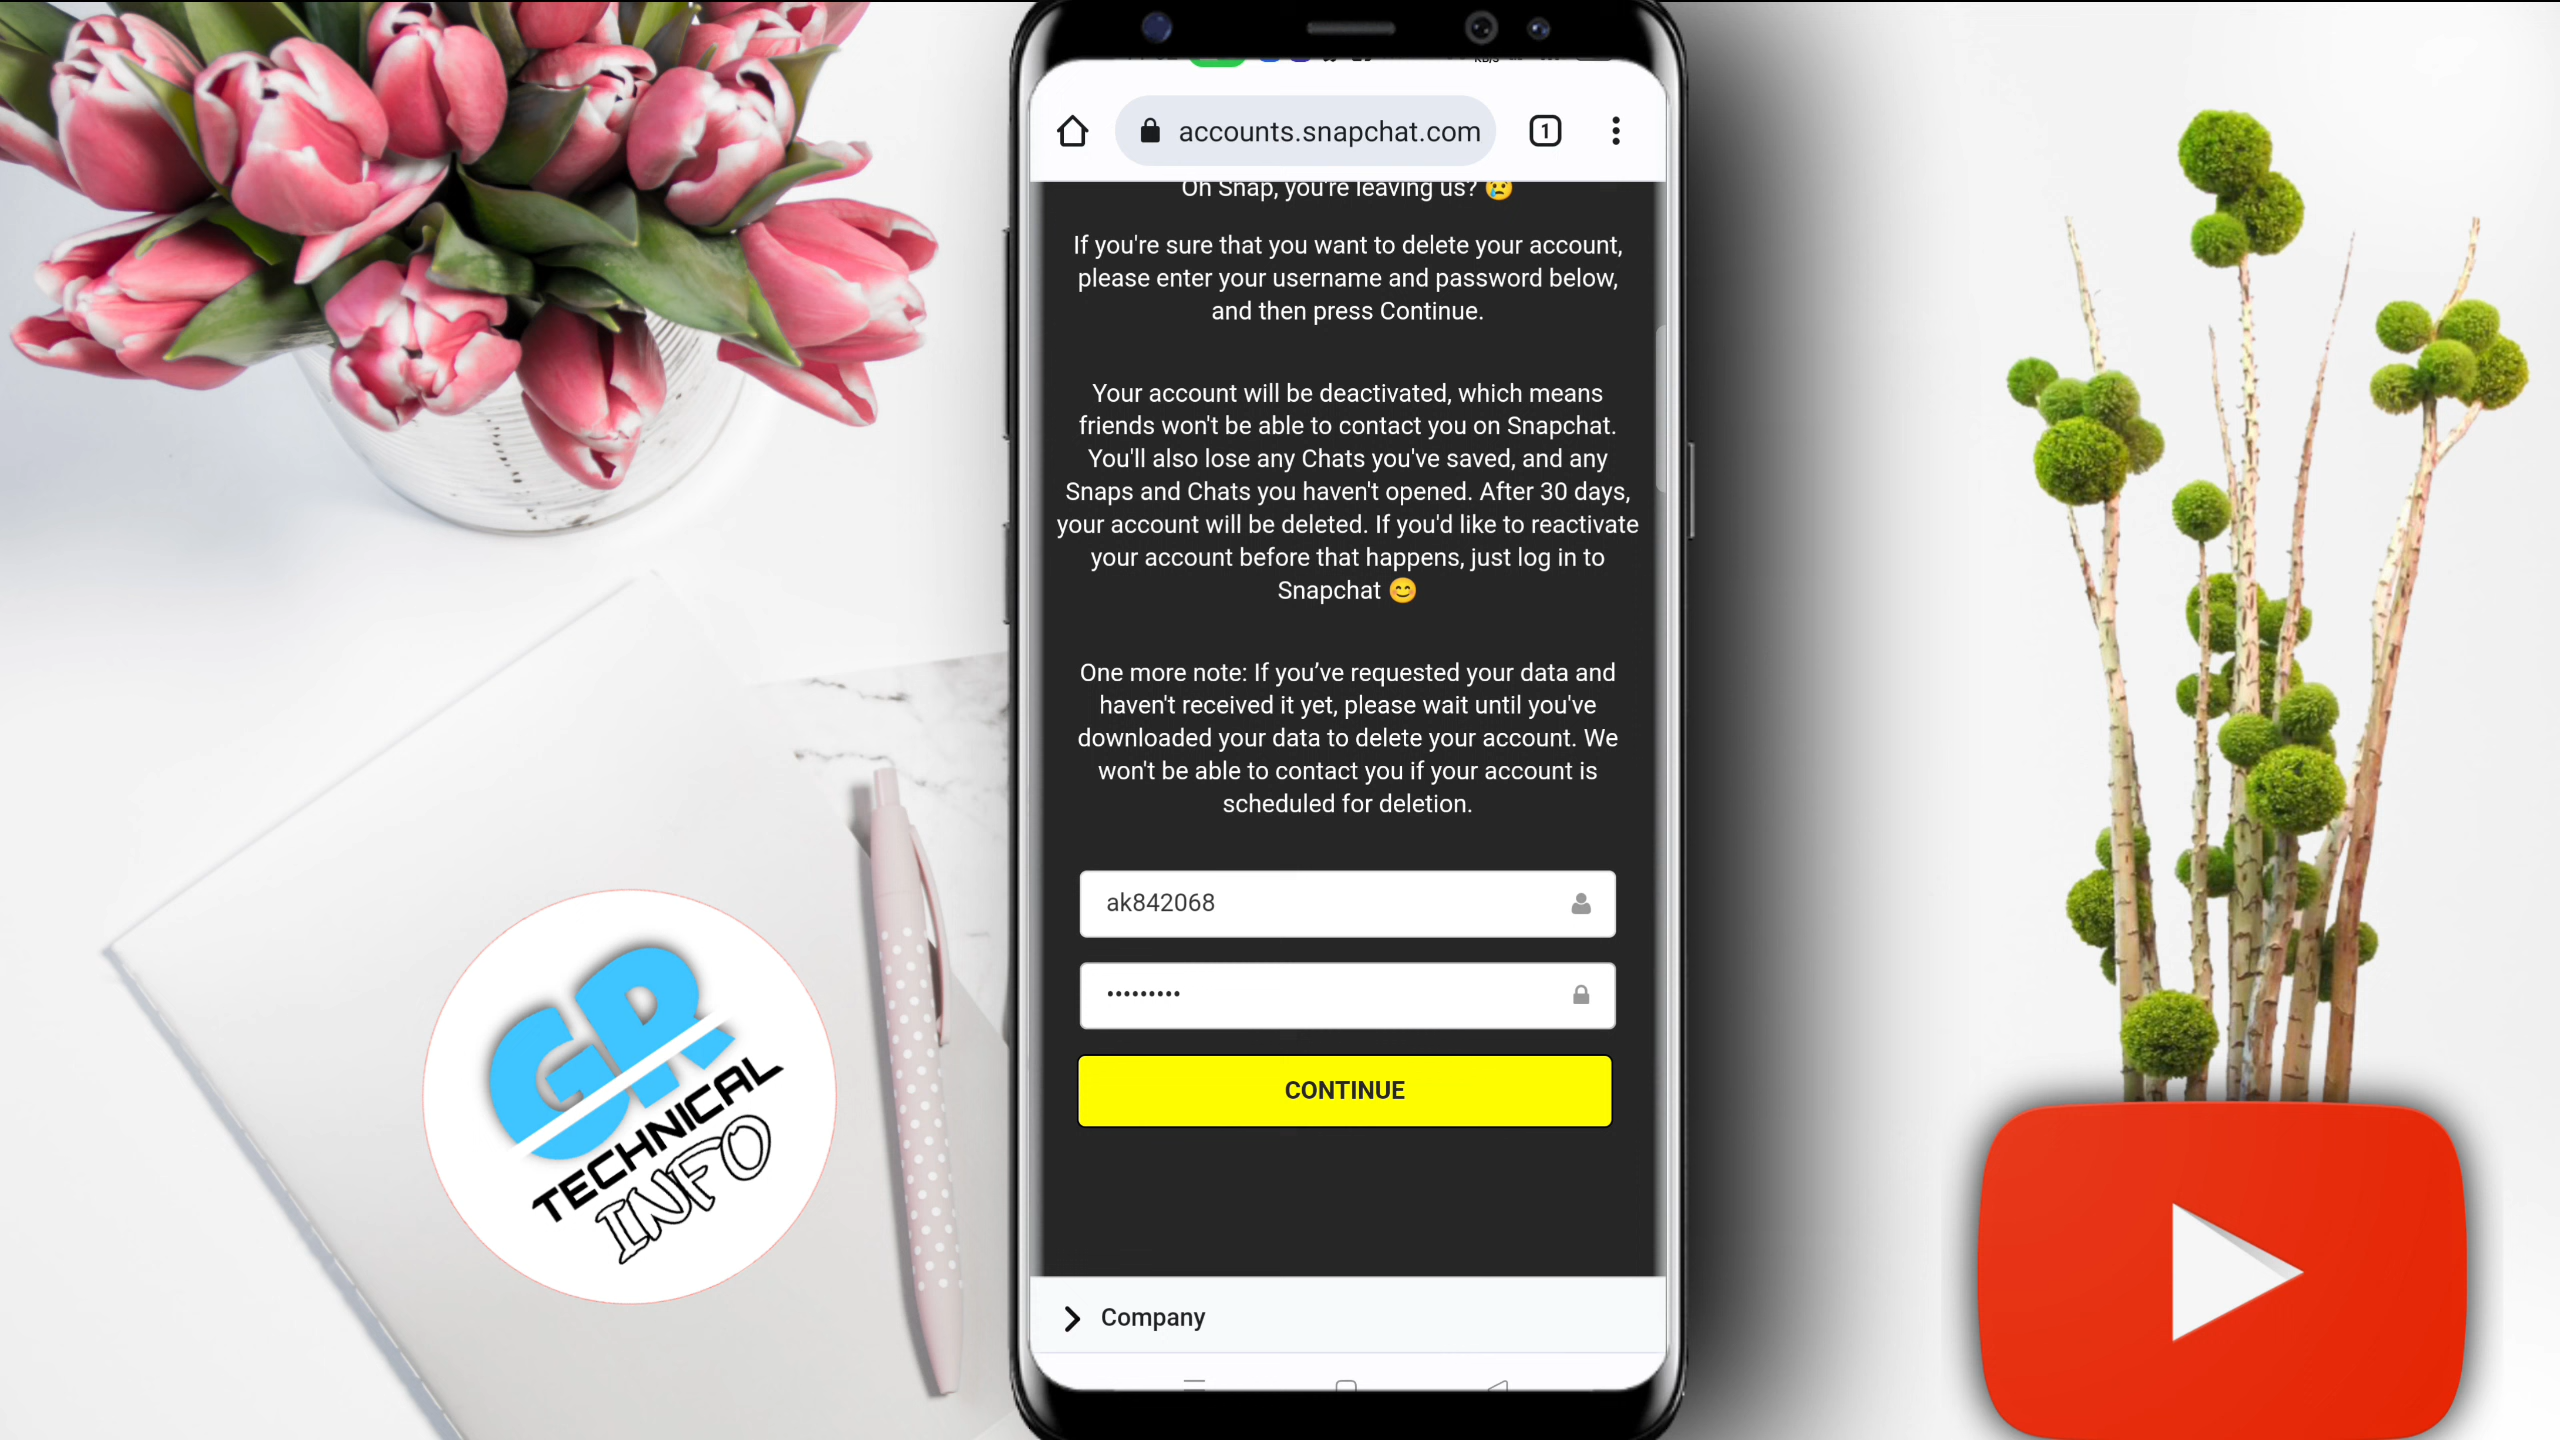 accounts.snapchat.com
1
Oh Snap, you're leaving us? 😢
If you're sure that you want to delete your account,
please enter your username and password below,
and then press Continue.
Your account will be deactivated, which means
friends won't be able to contact you on Snapchat.
You'll also lose any Chats you've saved, and any
Snaps and Chats you haven't opened. After 30 days,
your account will be deleted. If you'd like to reactivate
your account before that happens, just log in to
Snapchat 😊
One more note: If you’ve requested your data and
haven't received it yet, please wait until you've
downloaded your data to delete your account. We
won't be able to contact you if your account is
scheduled for deletion.
ak842068
•••••••••
CONTINUE
Company
GR
TECHNICAL
INFO